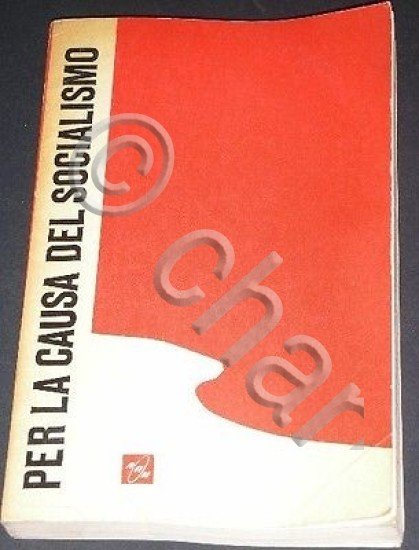 PER LA CAUSA DEL SOCIALISMO
© char